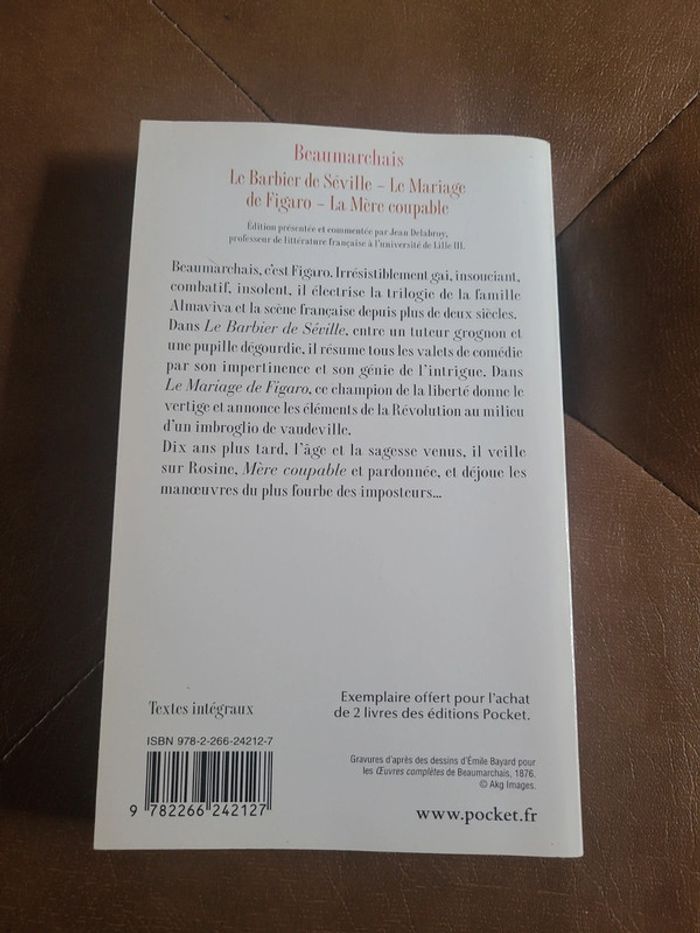 Beaumarchais
Le Barbier de Séville – Le Mariage
de Figaro – La Mère coupable
Édition présentée et commentée par Jean Delabroy,
professeur de littérature française à l'université de Lille III.
Beaumarchais, c'est Figaro. Irrésistiblement gai, insouciant,
combatif, insolent, il électrise la trilogie de la famille
Almaviva et la scène française depuis plus de deux siècles.
Dans Le Barbier de Séville, entre un tuteur grognon et
une pupille dégourdie, il résume tous les valets de comédie
par son impertinence et son génie de l'intrigue. Dans
Le Mariage de Figaro, ce champion de la liberté donne le
vertige et annonce les éléments de la Révolution au milieu
d'un imbroglio de vaudeville.
Dix ans plus tard, l'âge et la sagesse venus, il veille
sur Rosine, Mère coupable et pardonnée, et déjoue les
manœuvres du plus fourbe des imposteurs...
Textes intégraux
Exemplaire offert pour l'achat
de 2 livres des éditions Pocket.
ISBN 978-2-266-24212-7
9 782266 242127
Gravures d'après des dessins d'Émile Bayard pour
les Œuvres complètes de Beaumarchais, 1876.
© Akg Images.
www.pocket.fr